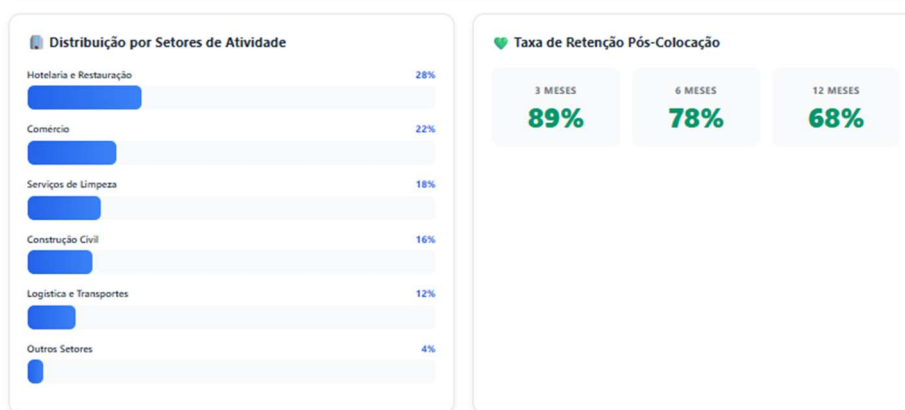 Distribuição por Setores de Atividade
Hotelaria e Restauração 28%
Comércio 22%
Serviços de Limpeza 18%
Construção Civil 16%
Logística e Transportes 12%
Outros Setores 4%
Taxa de Retenção Pós-Colocação
3 MESES 6 MESES 12 MESES
89% 78% 68%